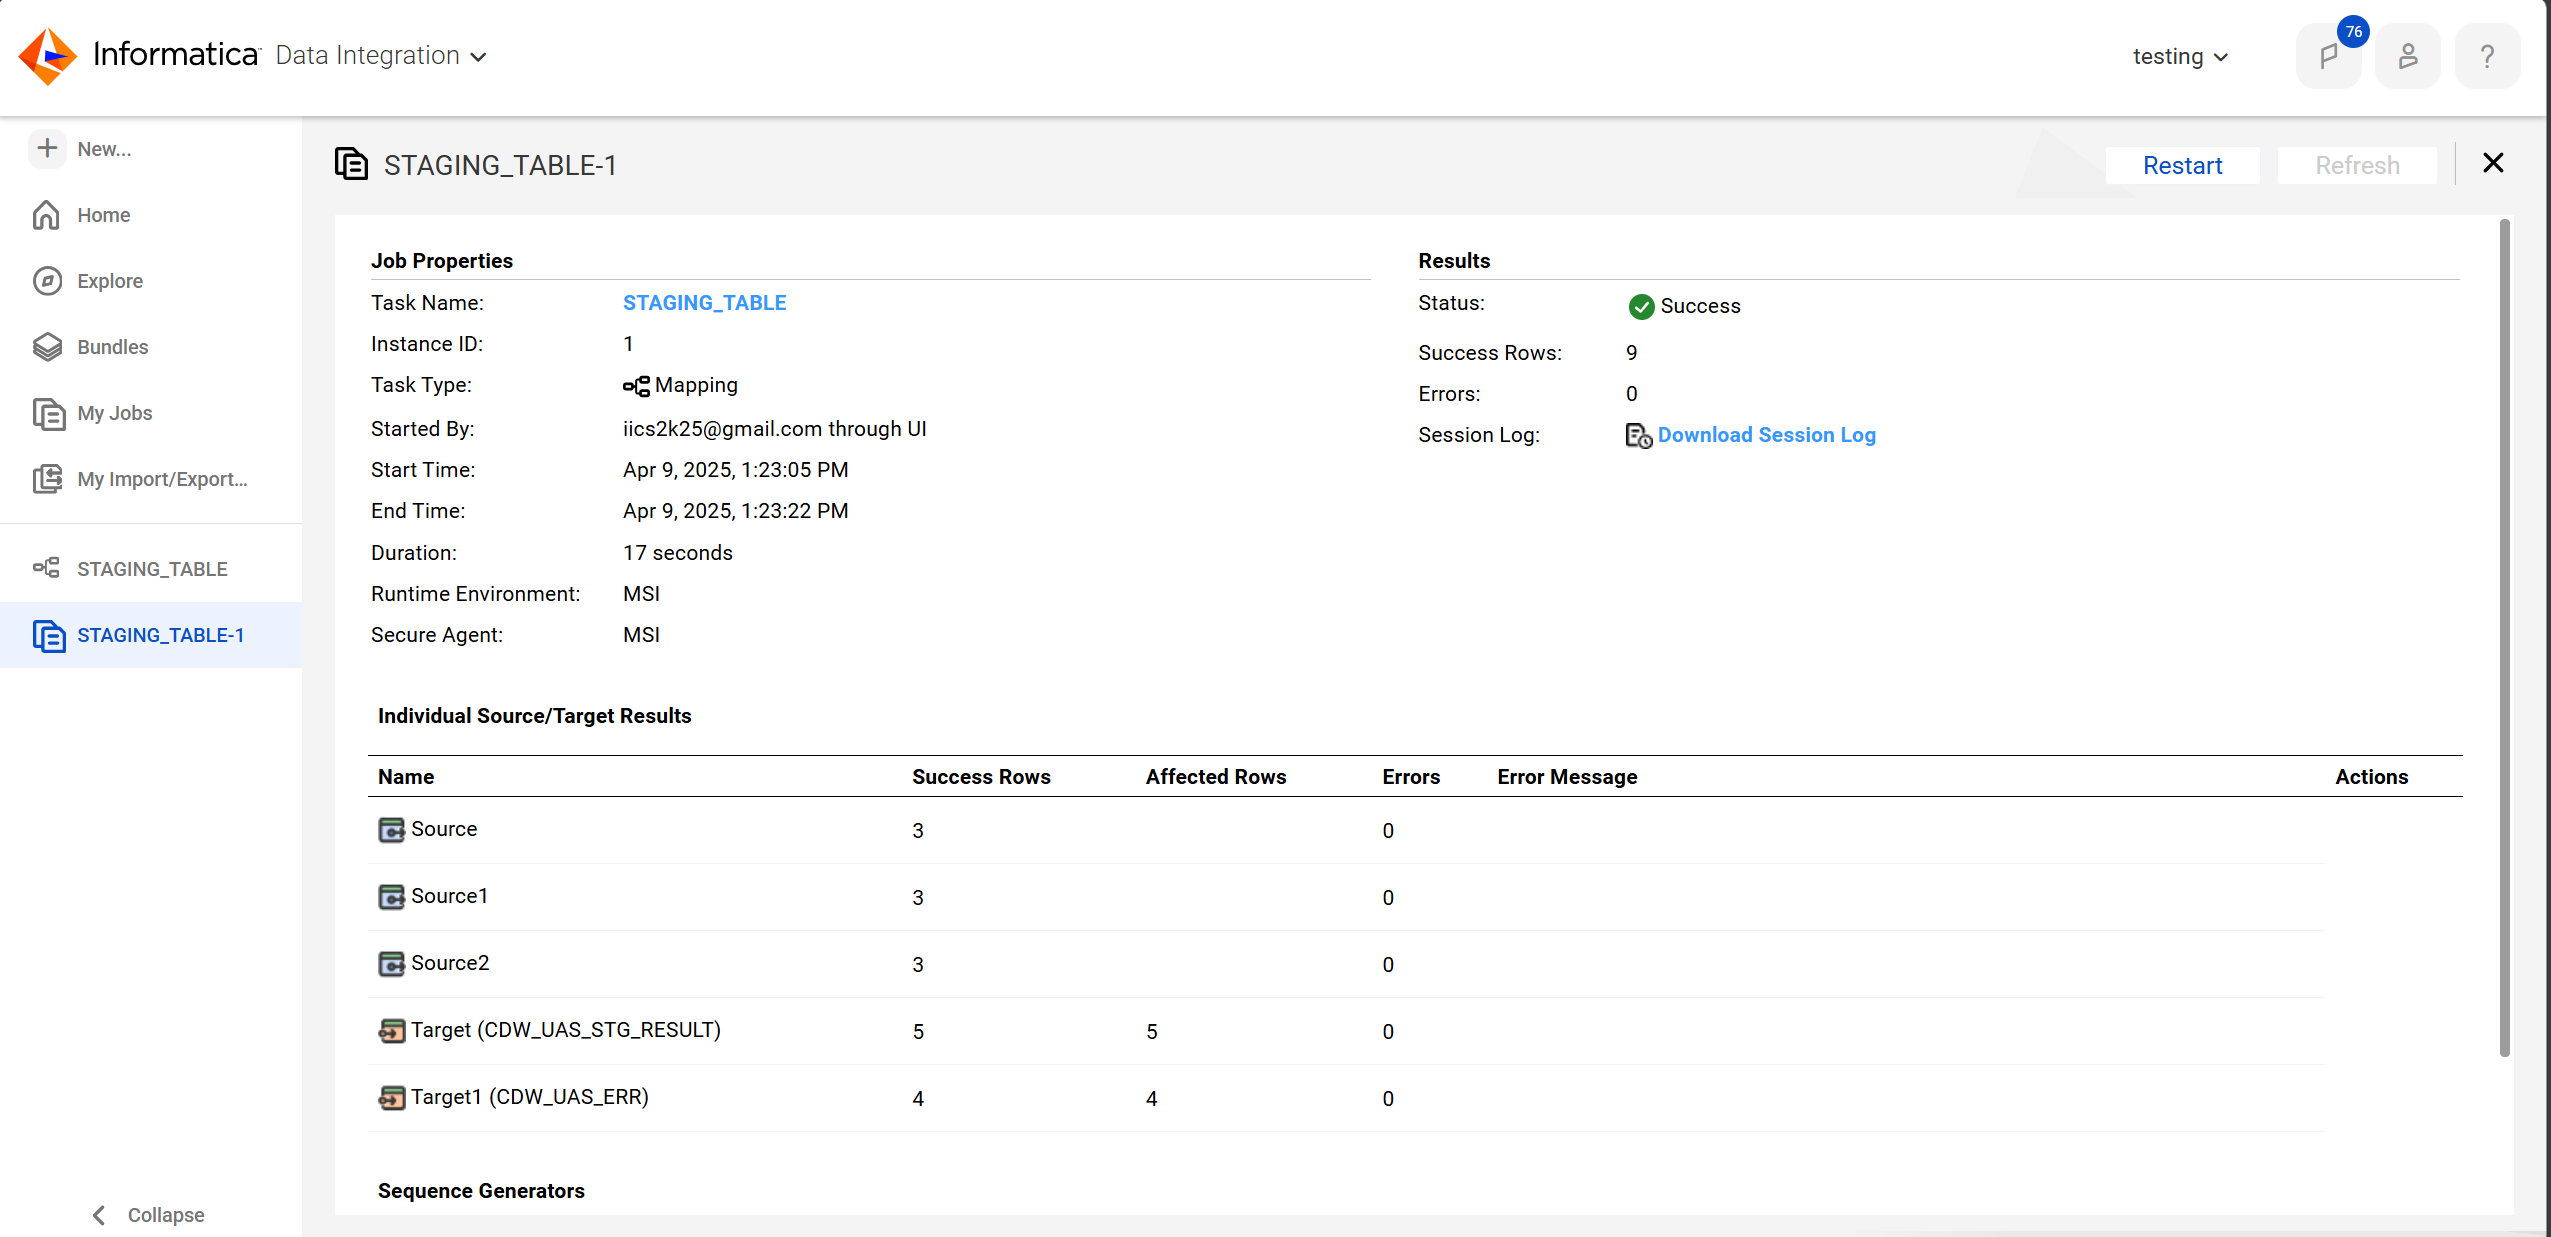 Informatica Data Integration
testing
76
?
New...
Home
Explore
Bundles
My Jobs
My Import/Export...
STAGING_TABLE
STAGING_TABLE-1
Collapse
STAGING_TABLE-1
Restart
Refresh
Job Properties
Task Name: STAGING_TABLE
Instance ID: 1
Task Type: Mapping
Started By: iics2k25@gmail.com through UI
Start Time: Apr 9, 2025, 1:23:05 PM
End Time: Apr 9, 2025, 1:23:22 PM
Duration: 17 seconds
Runtime Environment: MSI
Secure Agent: MSI
Results
Status: Success
Success Rows: 9
Errors: 0
Session Log: Download Session Log
Individual Source/Target Results
Name Success Rows Affected Rows Errors Error Message Actions
Source 3 0
Source1 3 0
Source2 3 0
Target (CDW_UAS_STG_RESULT) 5 5 0
Target1 (CDW_UAS_ERR) 4 4 0
Sequence Generators